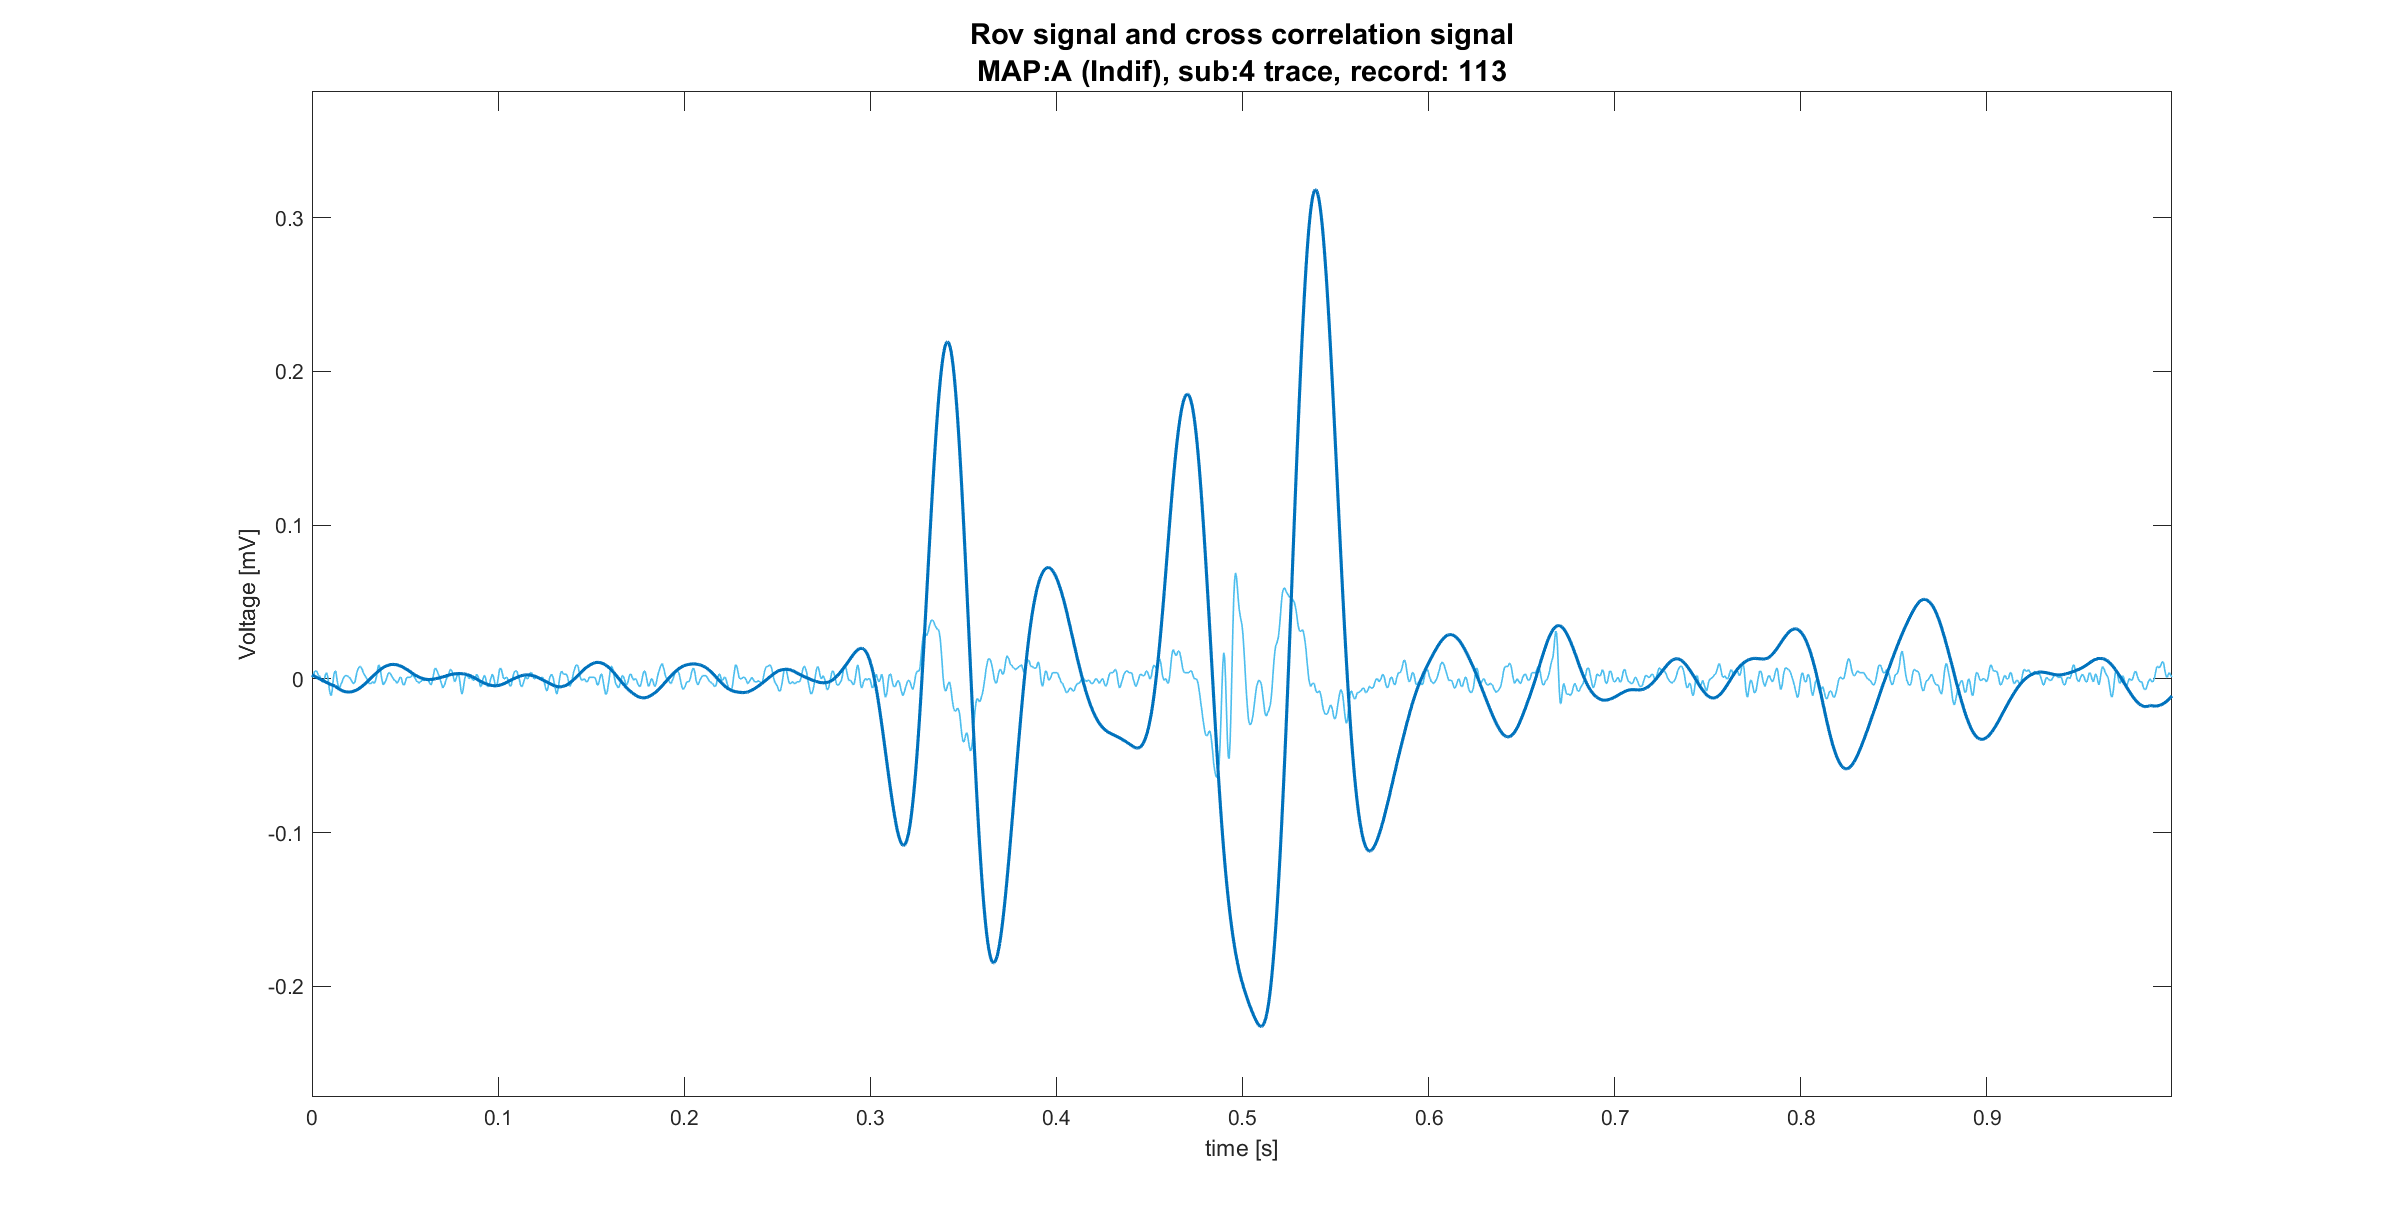 Rov signal and cross correlation signal
MAP:A (Indif), sub:4 trace, record: 113
Voltage [mV]
0.3
0.2
0.1
0
-0.1
-0.2
0 0.1 0.2 0.3 0.4 0.5 0.6 0.7 0.8 0.9
time [s]